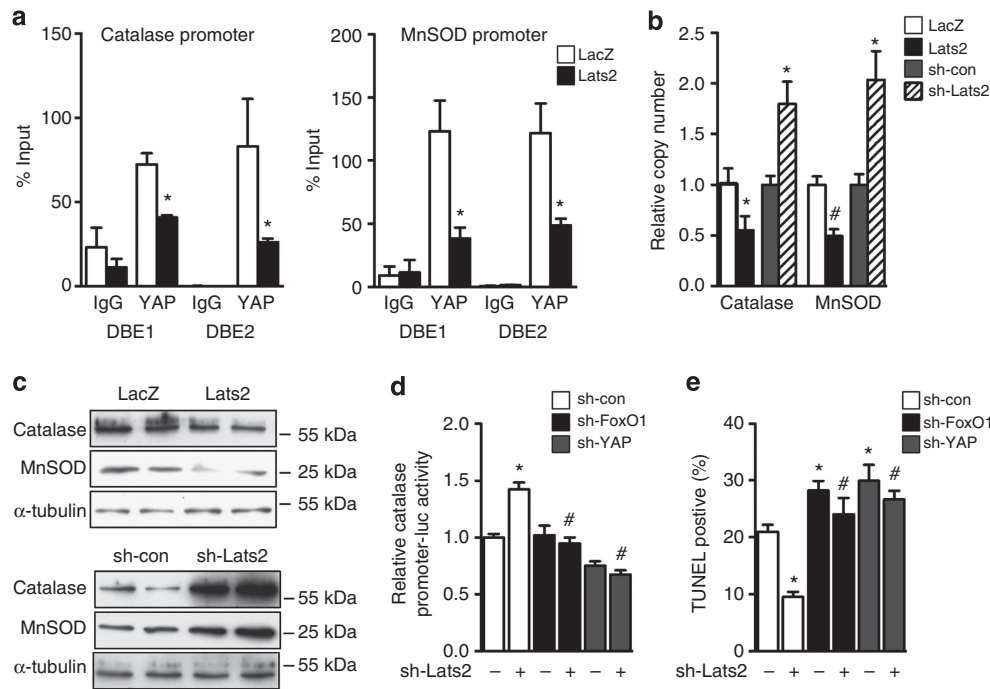 a
Catalase promoter
% Input
150
100
50
0
IgG YAP IgG YAP
DBE1 DBE2
MnSOD promoter
LacZ
Lats2
% Input
200
150
100
50
0
* * * *
IgG YAP IgG YAP
DBE1 DBE2
b
LacZ
Lats2
sh-con
sh-Lats2
Relative copy number
2.5
2.0
1.5
1.0
0.5
0.0
* * # *
Catalase MnSOD
c
LacZ Lats2
Catalase – 55 kDa
MnSOD – 25 kDa
α-tubulin – 55 kDa
sh-con sh-Lats2
Catalase – 55 kDa
MnSOD – 25 kDa
α-tubulin – 55 kDa
d
sh-con
sh-FoxO1
sh-YAP
Relative catalase
promoter-luc activity
2.0
1.5
1.0
0.5
0.0
* # #
sh-Lats2 – + – + – +
e
sh-con
sh-FoxO1
sh-YAP
TUNEL postive (%)
40
30
20
10
0
* * # * #
sh-Lats2 – + – + – +